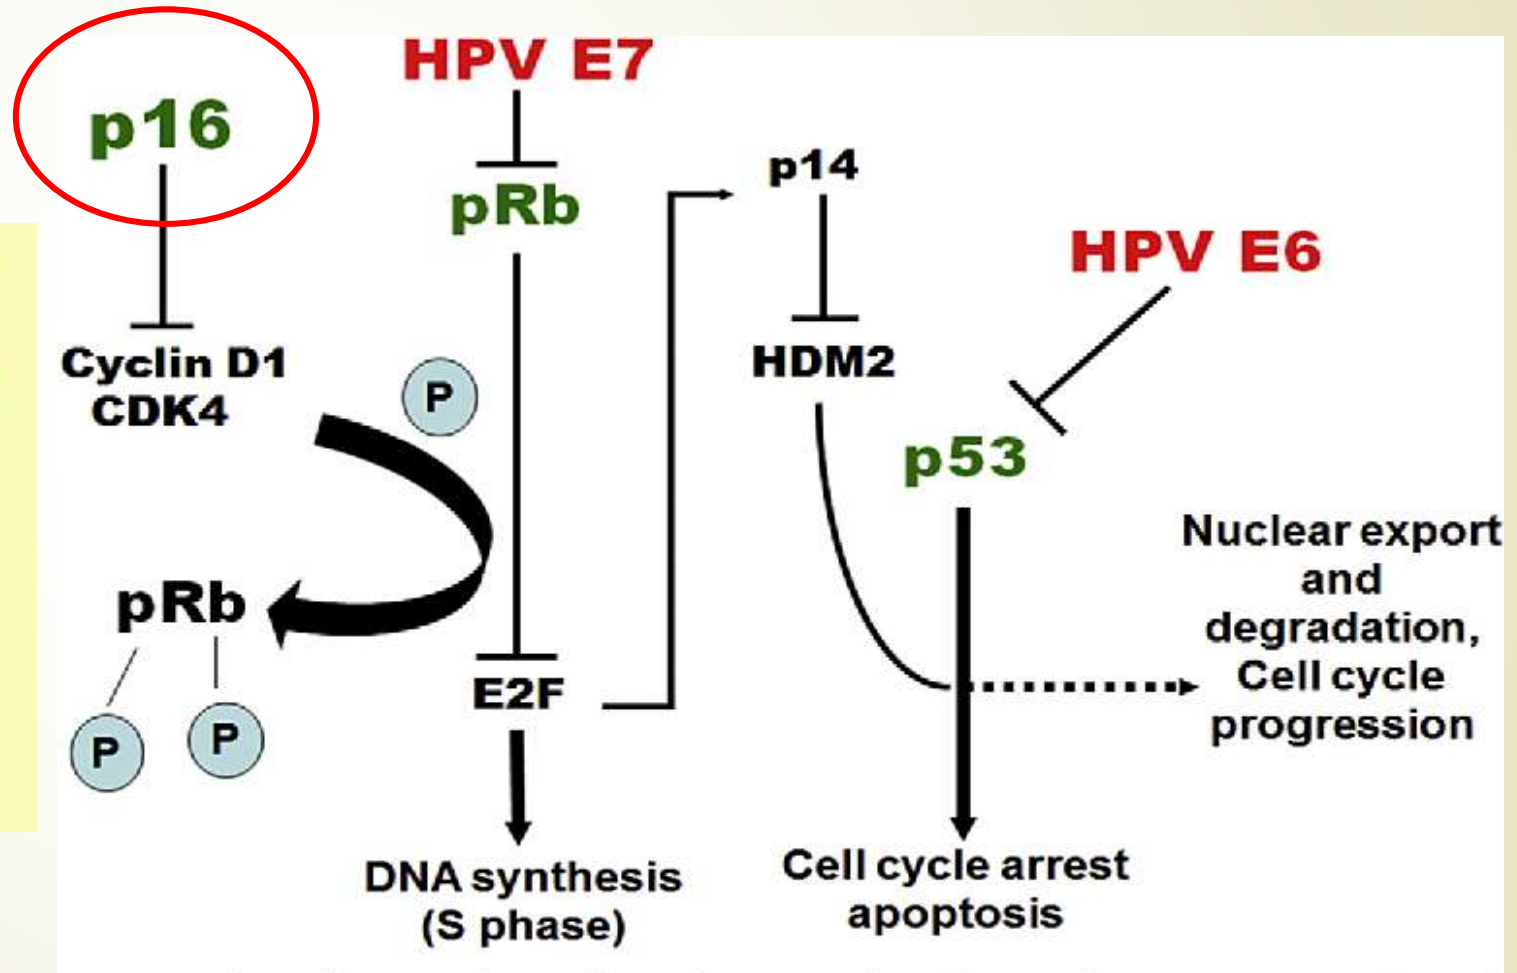 HPV E7
p16
p14
pRb
HPV E6
Cyclin D1
CDK4
HDM2
P
p53
Nuclear export
and
degradation,
Cell cycle
progression
pRb
E2F
P
P
DNA synthesis
(S phase)
Cell cycle arrest
apoptosis